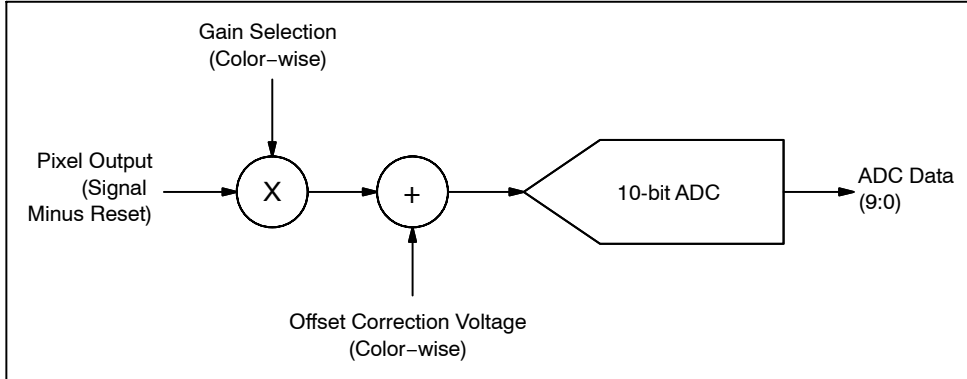 Gain Selection
(Color−wise)
Pixel Output
(Signal
Minus Reset)
X
+
10-bit ADC
ADC Data
(9:0)
Offset Correction Voltage
(Color−wise)